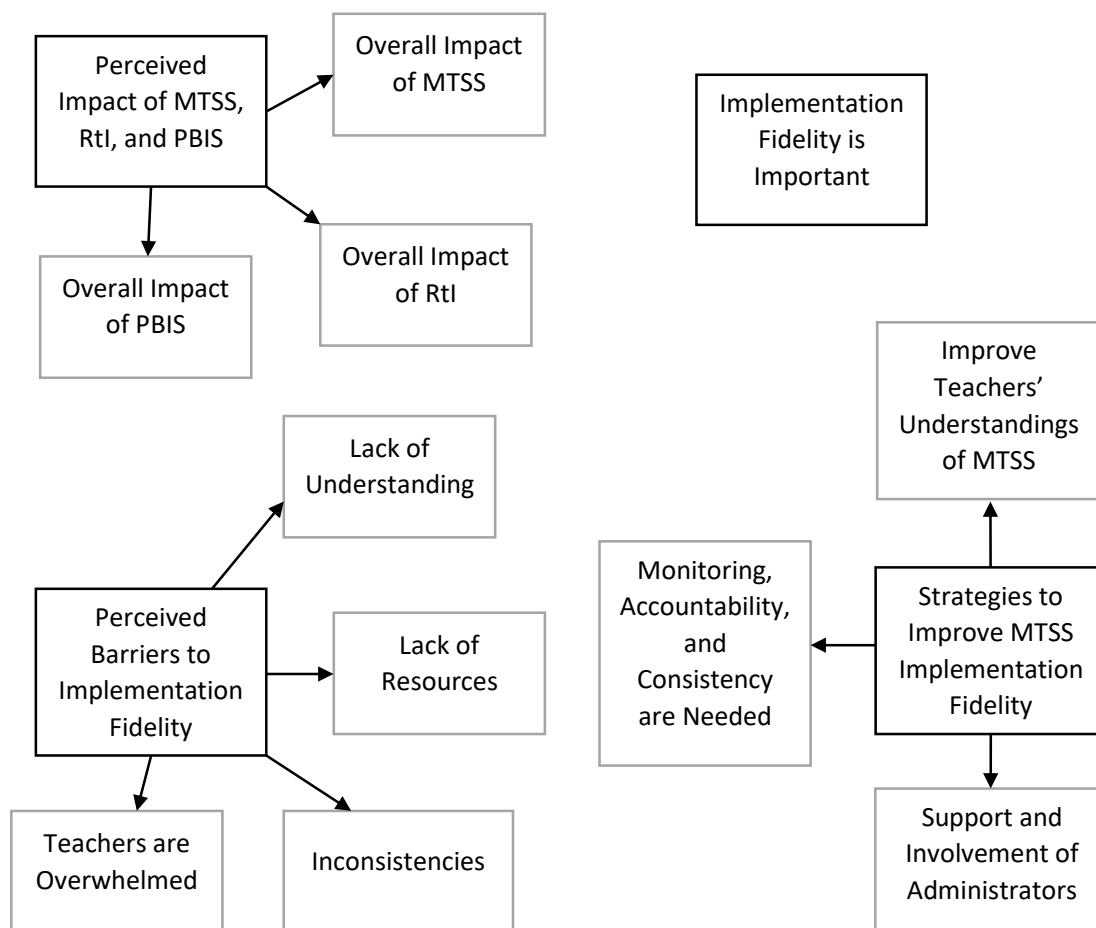 Perceived
Impact of MTSS,
RtI, and PBIS
Overall Impact
of MTSS
Overall Impact
of RtI
Overall Impact of
of PBIS
Implementation
Fidelity is
Important
Perceived
Barriers to
Implementation
Fidelity
Lack of
Understanding
Lack of
Resources
Inconsistencies
Teachers are
Overwhelmed
Strategies to
Improve MTSS
Implementation
Fidelity
Improve
Teachers’
Understandings
of MTSS
Monitoring,
Accountability,
and
Consistency
are Needed
Support and
Involvement of
Administrators